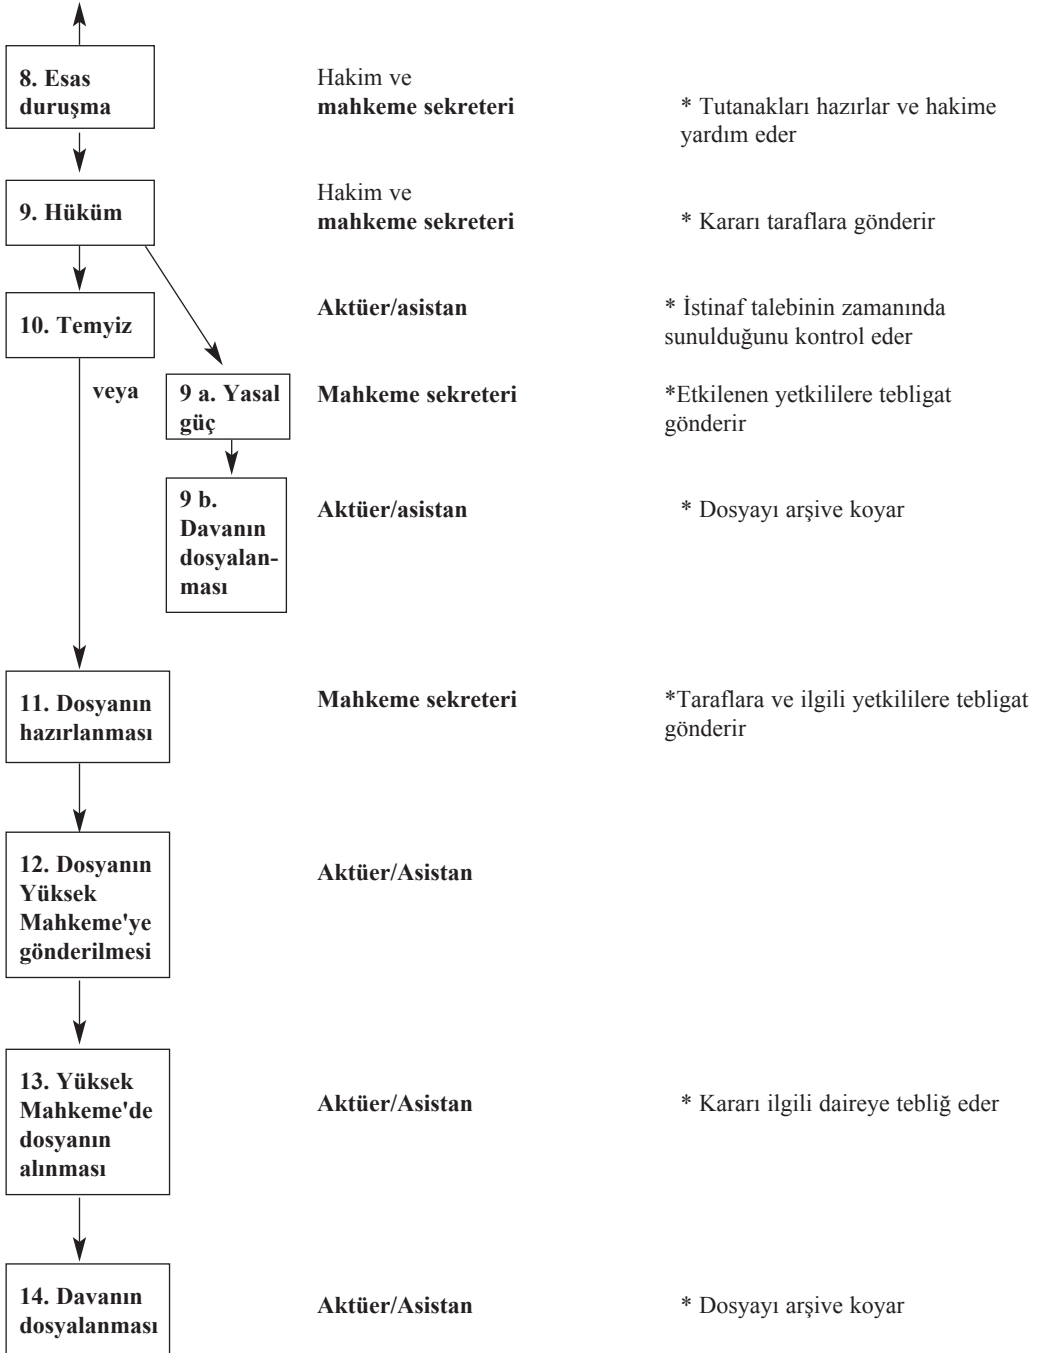 8. Esas
duruşma
Hakim ve
mahkeme sekreteri
* Tutanakları hazırlar ve hakime
yardım eder
9. Hüküm
Hakim ve
mahkeme sekreteri
* Kararı taraflara gönderir
10. Temyiz
Aktüer/asistan
* İstinaf talebinin zamanında
sunulduğunu kontrol eder
veya
9 a. Yasal
güç
Mahkeme sekreteri
*Etkilenen yetkililere tebligat
gönderir
9 b.
Davanın
dosyalan-
ması
Aktüer/asistan
* Dosyayı arşive koyar
11. Dosyanın
hazırlanması
Mahkeme sekreteri
*Taraflara ve ilgili yetkililere tebligat
gönderir
12. Dosyanın
Yüksek
Mahkeme'ye
gönderilmesi
Aktüer/Asistan
13. Yüksek
Mahkeme'de
dosyanın
alınması
Aktüer/Asistan
* Kararı ilgili daireye tebliğ eder
14. Davanın
dosyalanması
Aktüer/Asistan
* Dosyayı arşive koyar